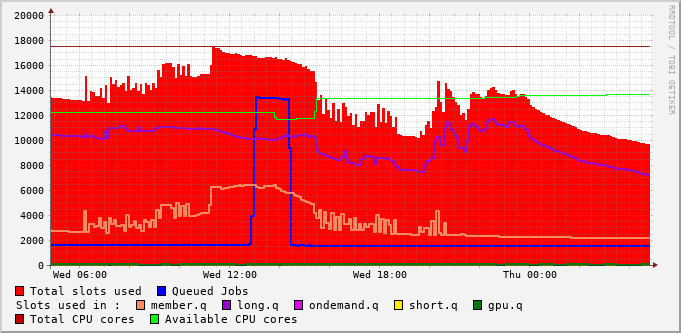 RRDTOOL / TOBI OETIKER
20000
18000
16000
14000
12000
10000
8000
6000
4000
2000
0
Wed 06:00 Wed 12:00 Wed 18:00 Thu 00:00
Total slots used Queued Jobs
Slots used in : member.q long.q ondemand.q short.q gpu.q
Total CPU cores Available CPU cores